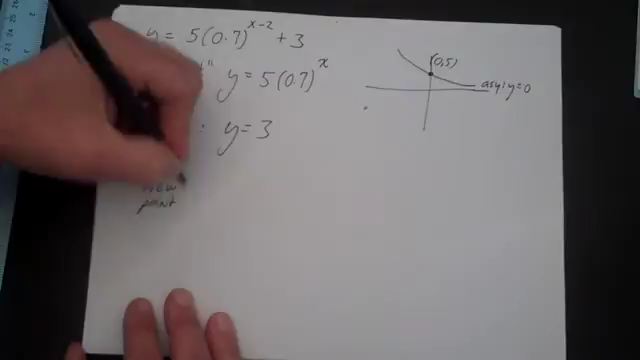 y = 5(0.7)^{x-2} + 3
" y = 5(0.7)^x
(0,5)
asy: y=0
: y = 3
new
point